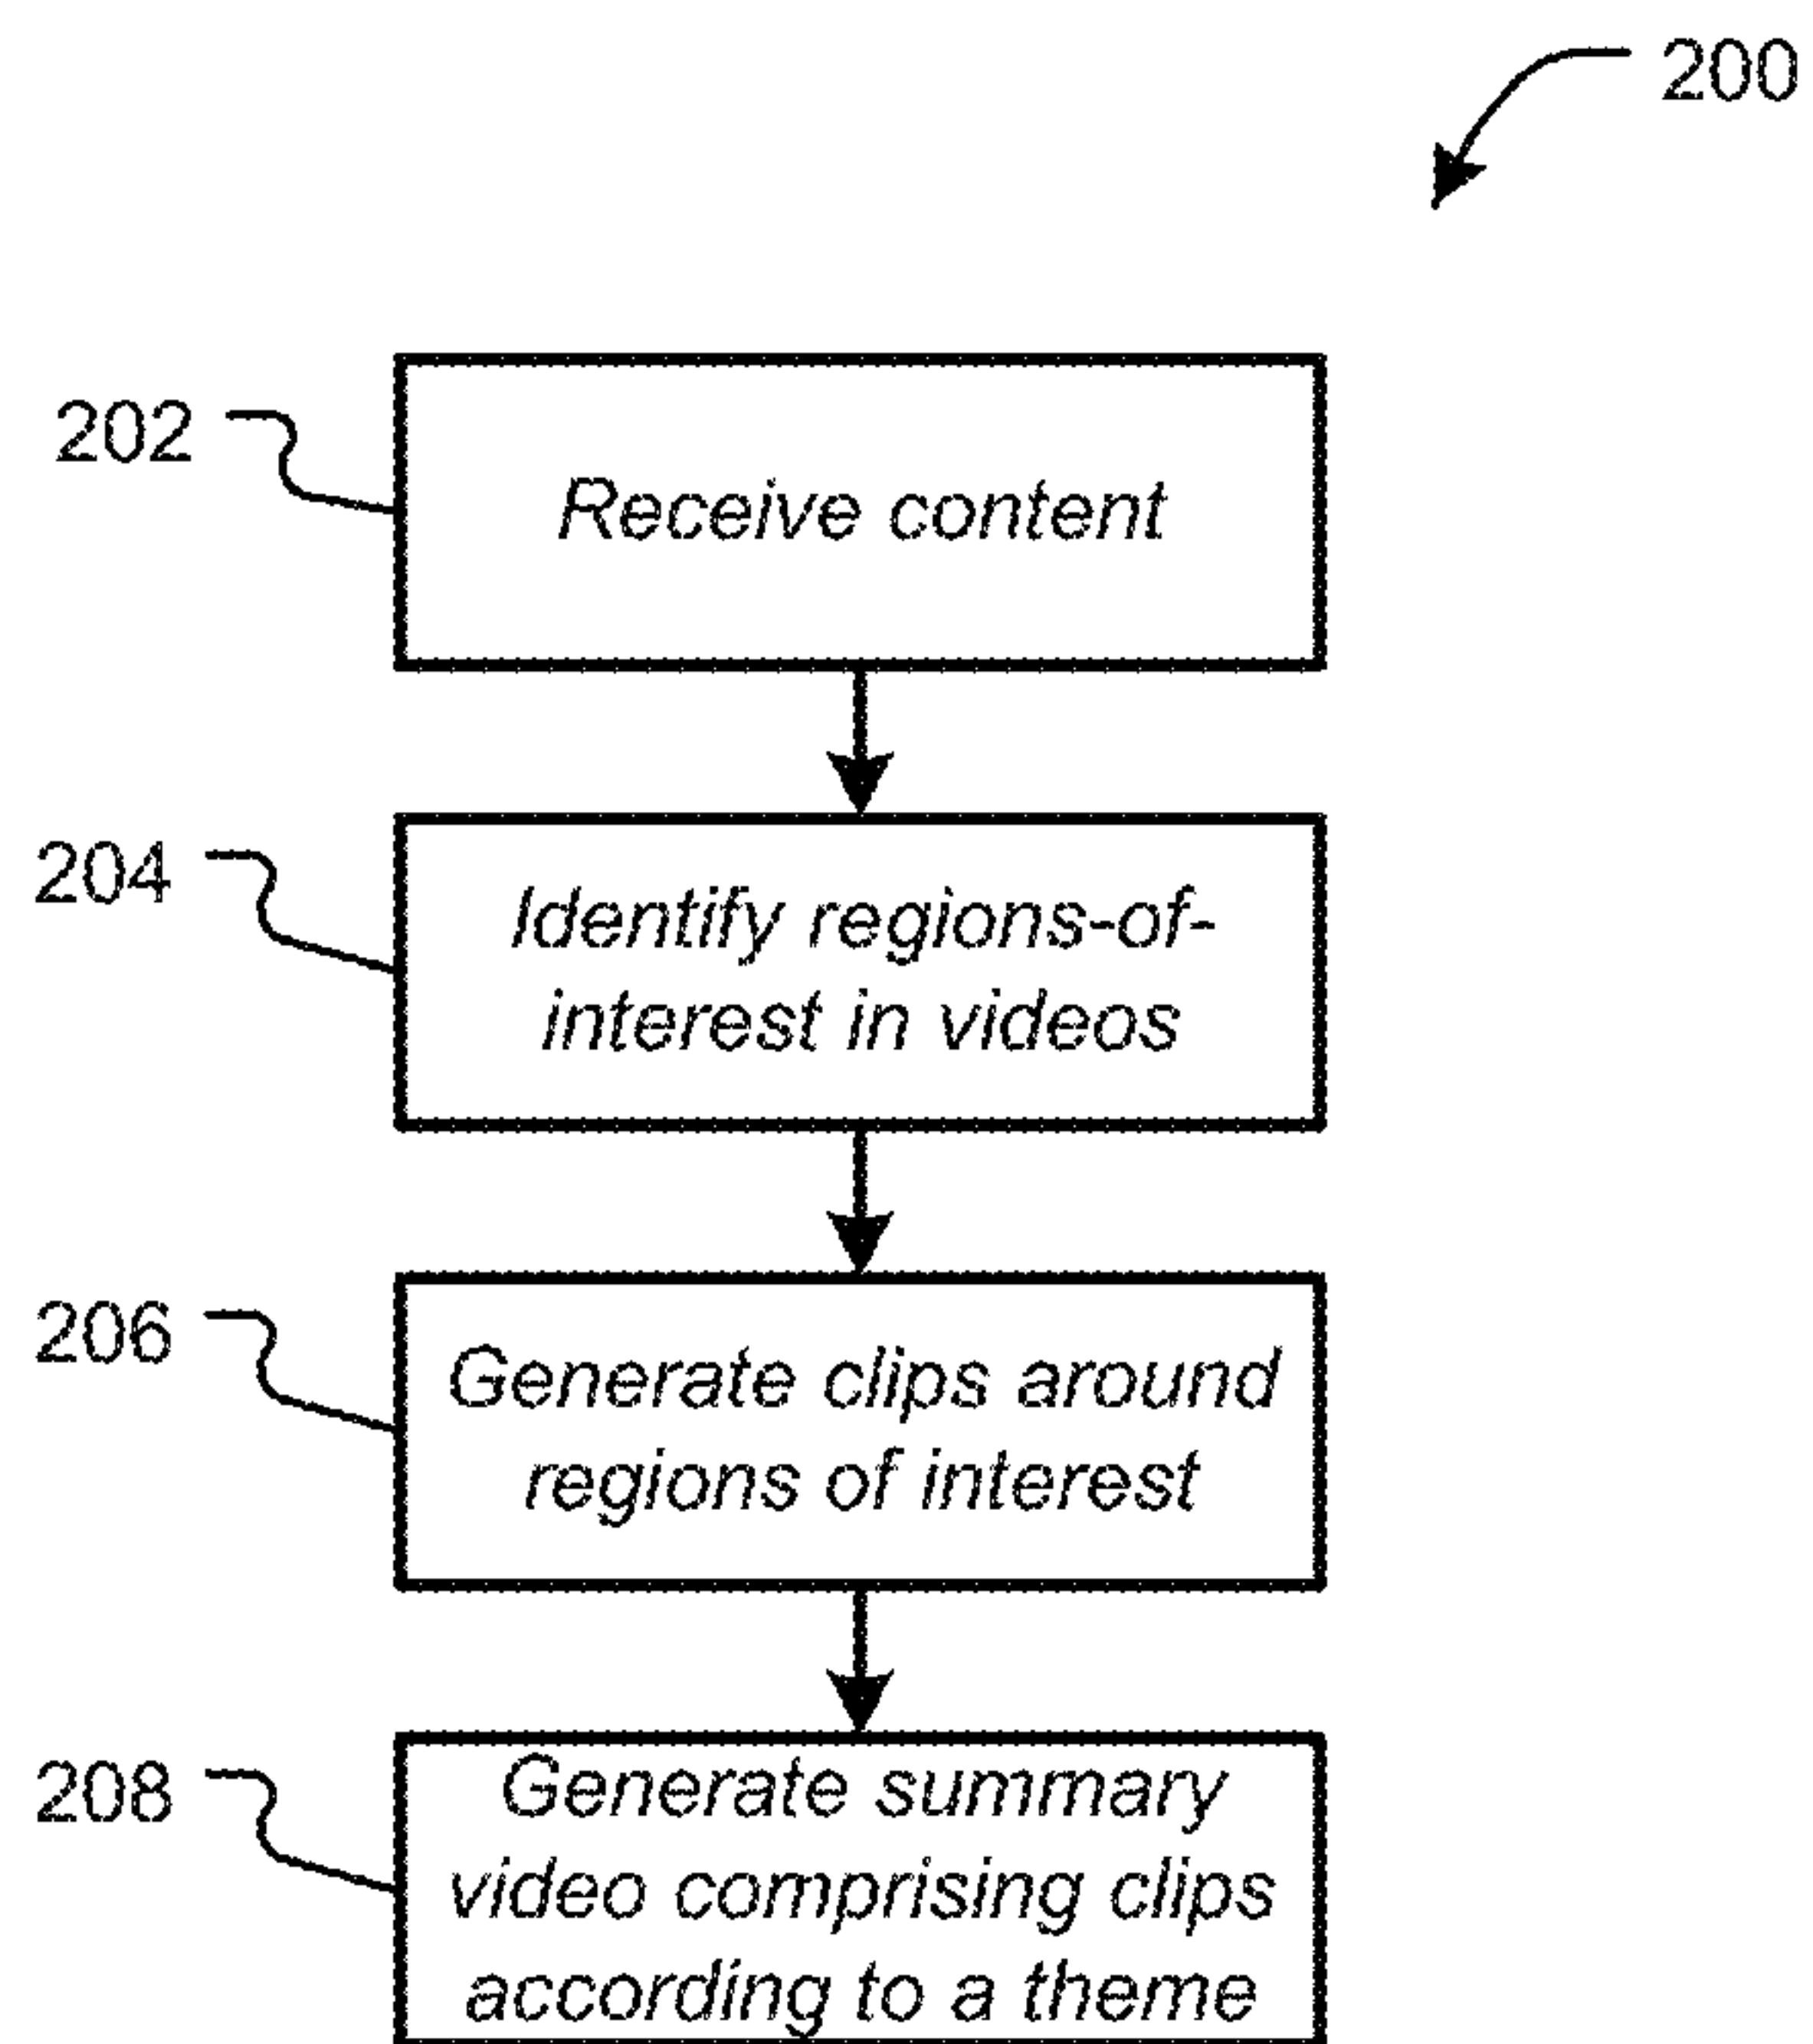 200
202
Receive content
204
Identify regions-of-
interest in videos
206
Generate clips around
regions of interest
208
Generate summary
video comprising clips
according to a theme